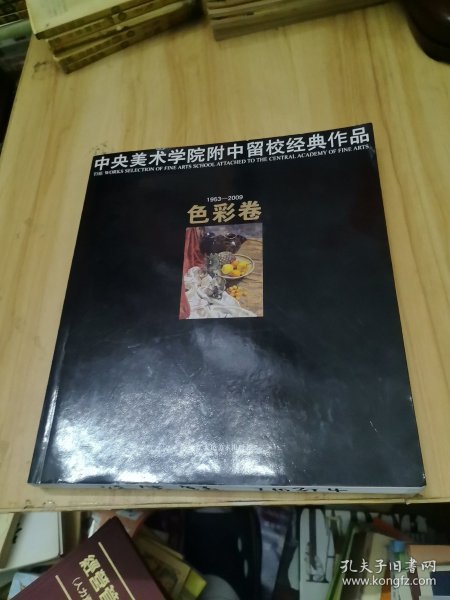 中央美术学院附中留校经典作品
THE WORKS SELECTION OF FINE ARTS SCHOOL ATTACHED TO THE CENTRAL ACADEMY OF FINE ARTS
1953—2009
色彩卷
孔夫子旧书网
www.kongfz.com